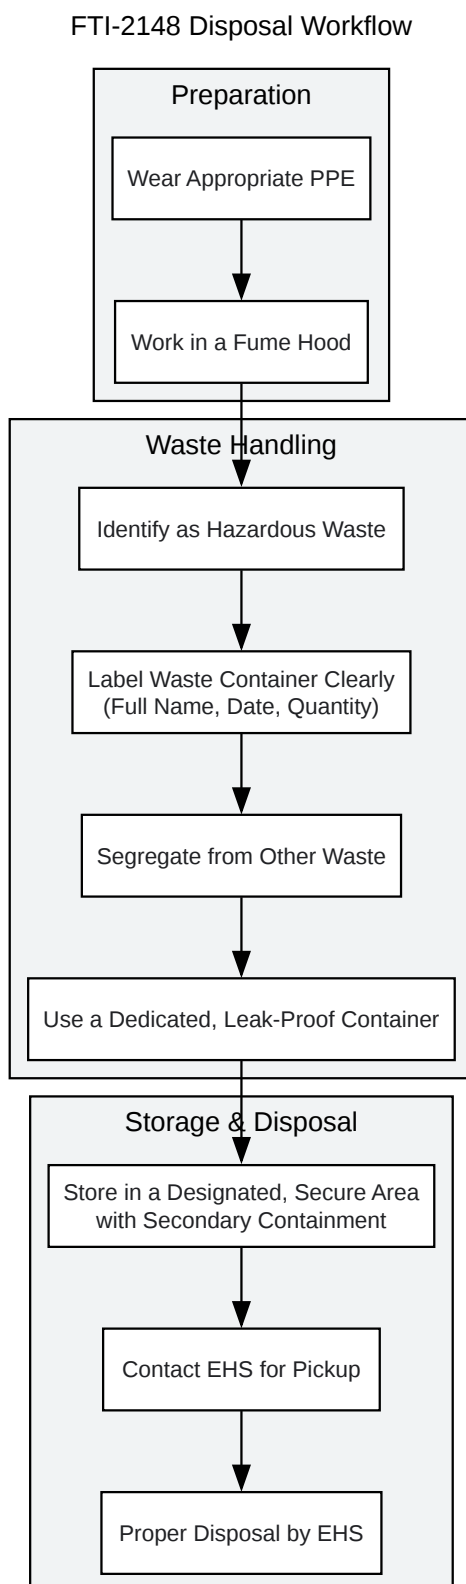 FTI-2148 Disposal Workflow
Preparation
Wear Appropriate PPE
Work in a Fume Hood
Waste Handling
Identify as Hazardous Waste
Label Waste Container Clearly
(Full Name, Date, Quantity)
Segregate from Other Waste
Use a Dedicated, Leak-Proof Container
Storage & Disposal
Store in a Designated, Secure Area
with Secondary Containment
Contact EHS for Pickup
Proper Disposal by EHS